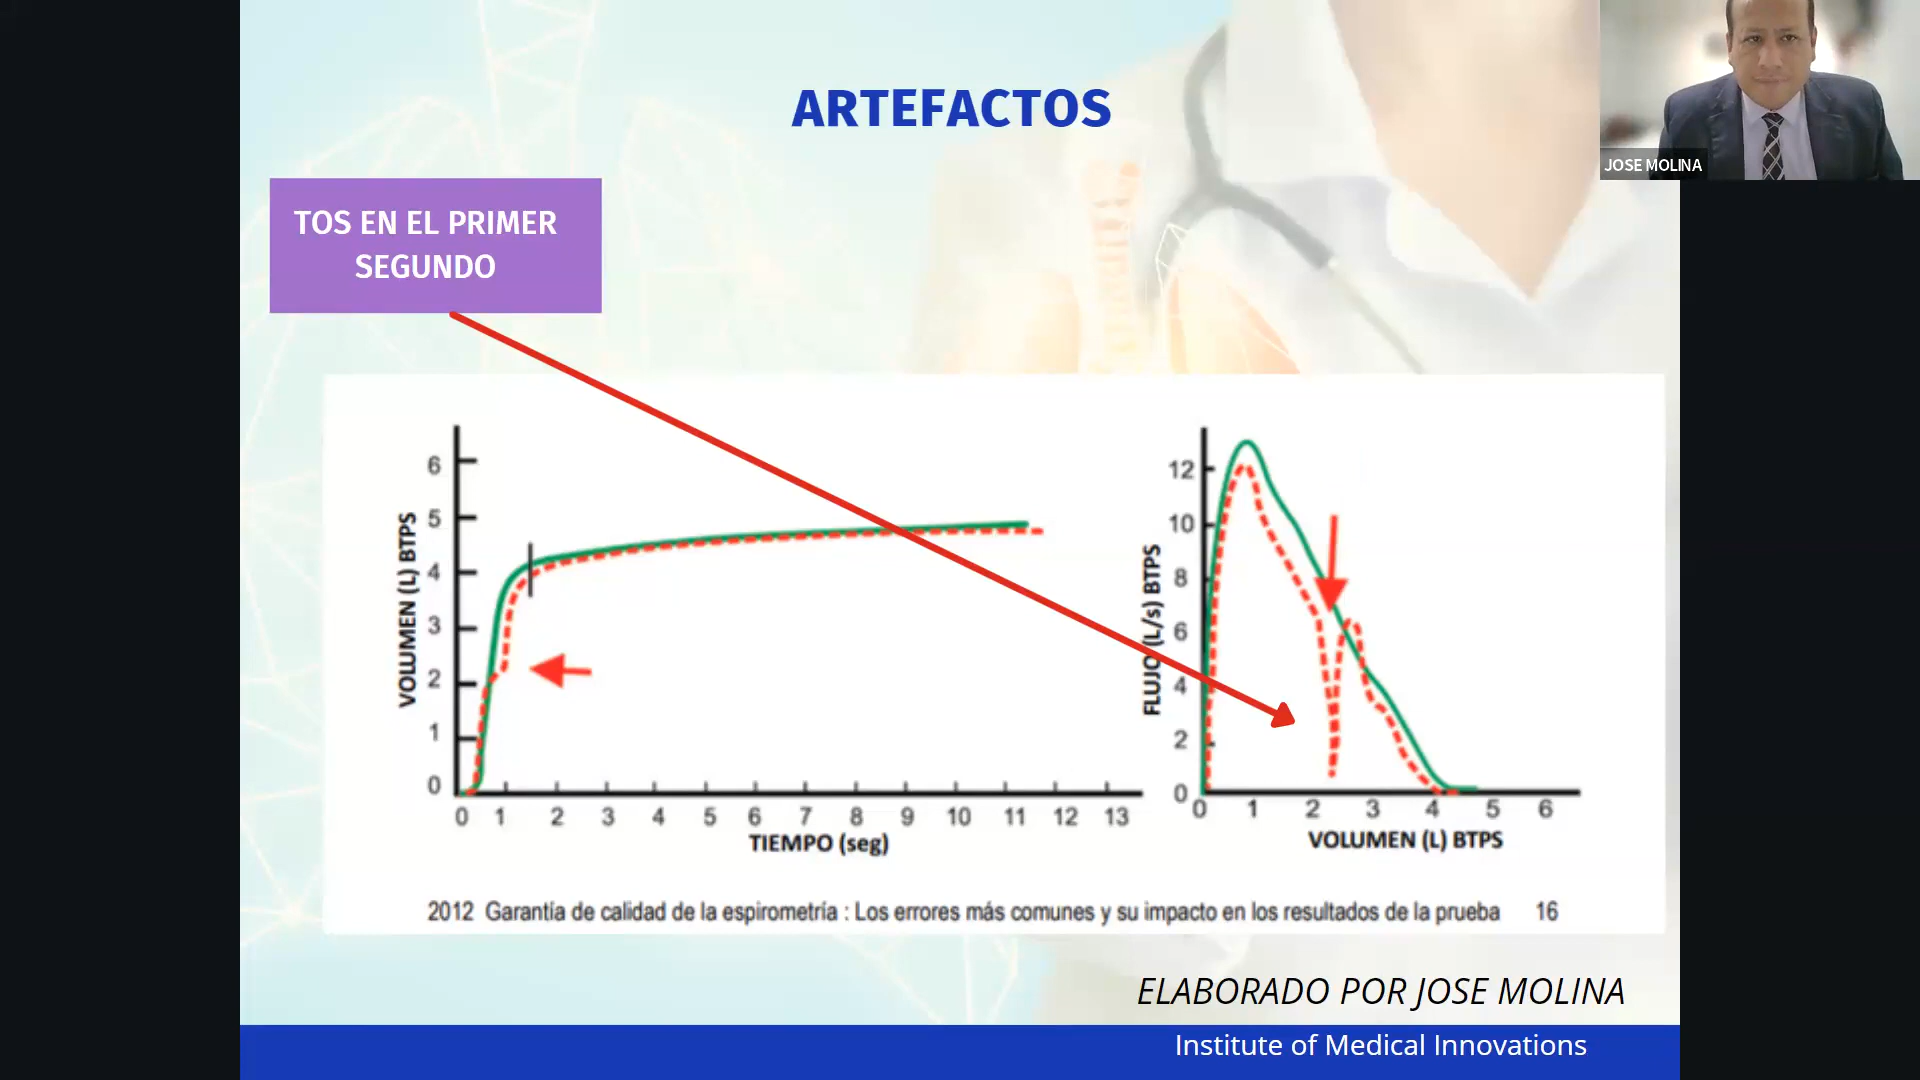 ARTEFACTOS
JOSE MOLINA
TOS EN EL PRIMER
SEGUNDO
VOLUMEN (L) BTPS
6
5
4
3
2
1
0
0 1 2 3 4 5 6 7 8 9 10 11 12 13
TIEMPO (seg)
FLUJO (L/s) BTPS
12
10
8
6
4
2
0
0 1 2 3 4 5 6
VOLUMEN (L) BTPS
2012 Garantía de calidad de la espirometría : Los errores más comunes y su impacto en los resultados de la prueba 16
ELABORADO POR JOSE MOLINA
Institute of Medical Innovations